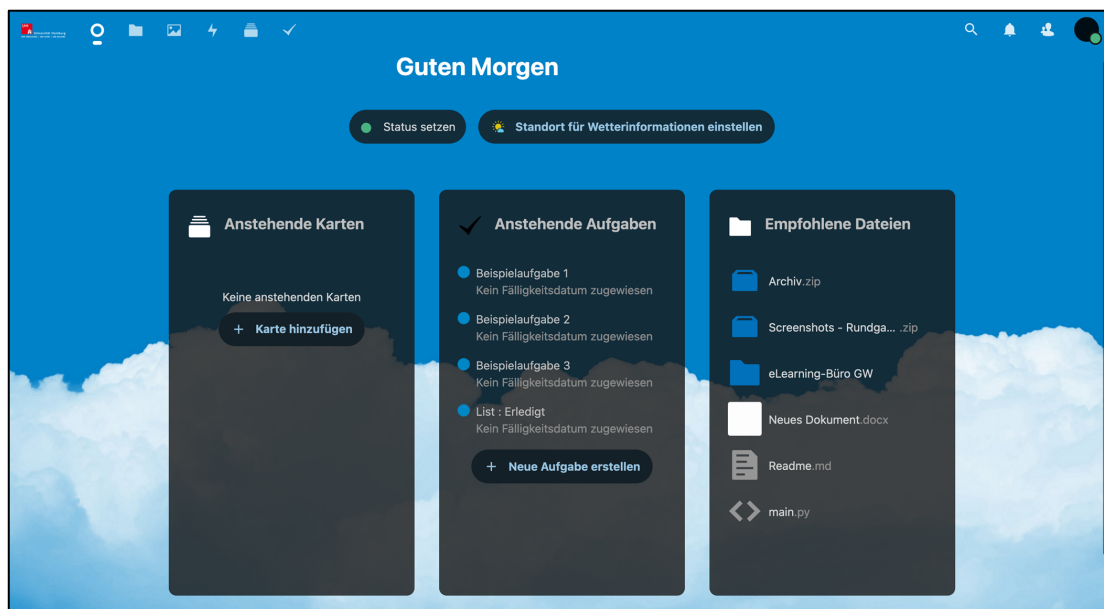 Guten Morgen
Status setzen
Standort für Wetterinformationen einstellen
Anstehende Karten
Keine anstehenden Karten
+ Karte hinzufügen
Anstehende Aufgaben
Beispielaufgabe 1
Kein Fälligkeitsdatum zugewiesen
Beispielaufgabe 2
Kein Fälligkeitsdatum zugewiesen
Beispielaufgabe 3
Kein Fälligkeitsdatum zugewiesen
List : Erledigt
Kein Fälligkeitsdatum zugewiesen
+ Neue Aufgabe erstellen
Empfohlene Dateien
Archiv.zip
Screenshots - Rundga... .zip
eLearning-Büro GW
Neues Dokument.docx
Readme.md
main.py